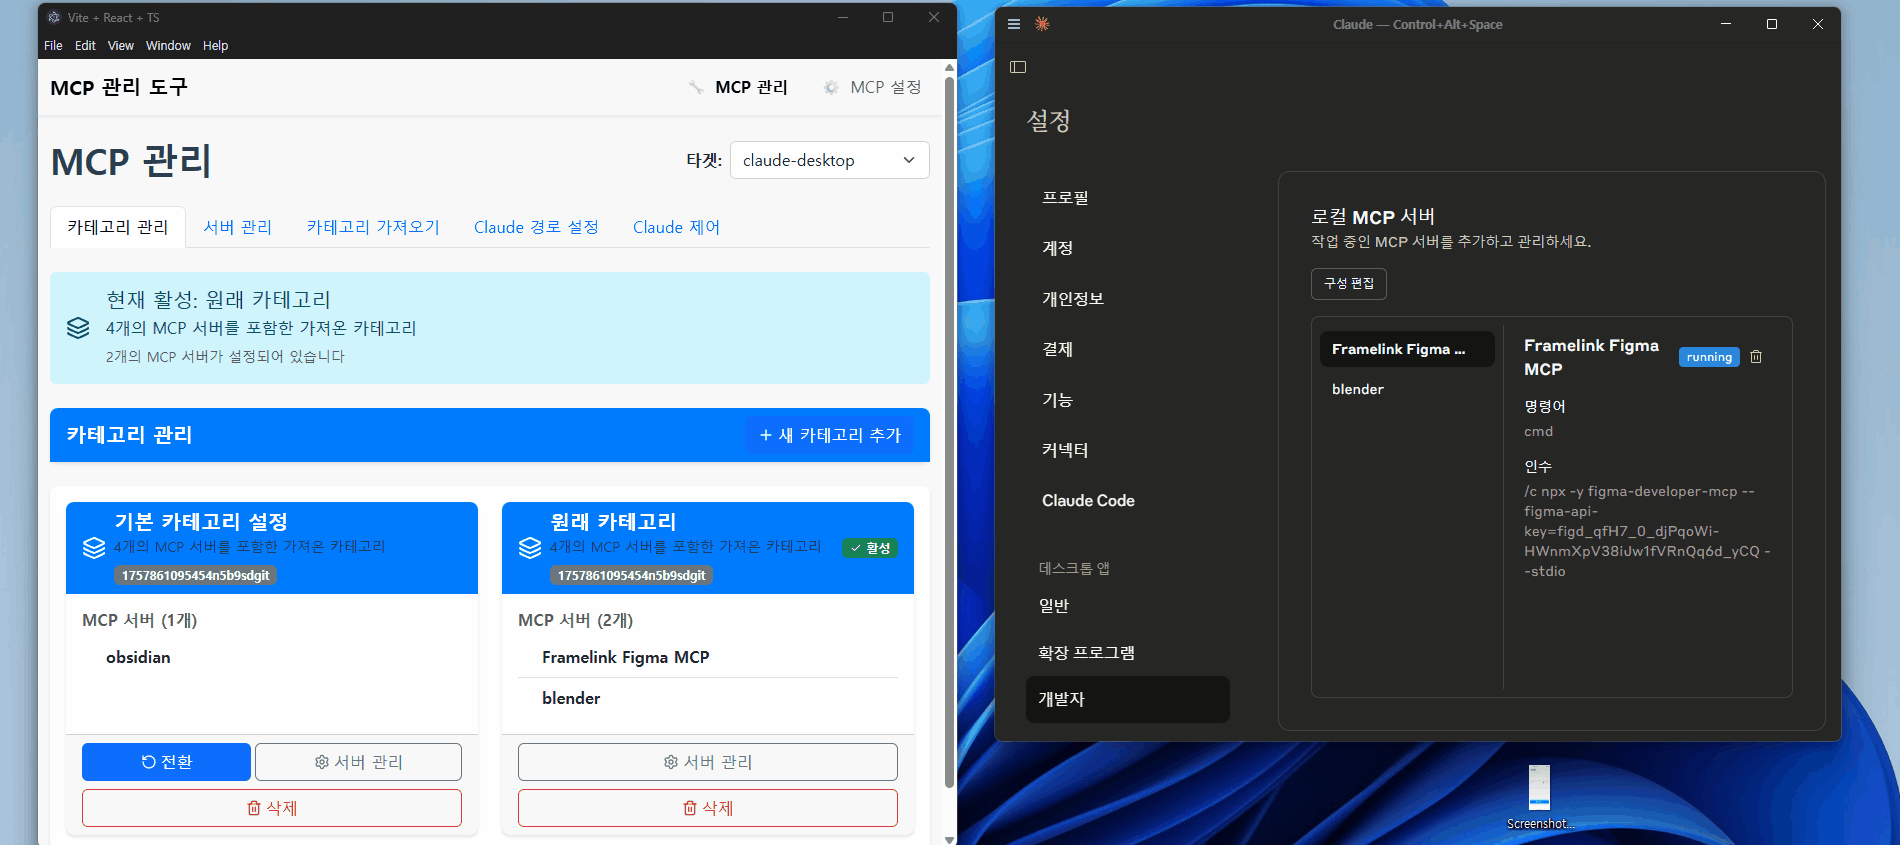 Vite + React + TS
File Edit View Window Help
MCP 관리 도구
MCP 관리
MCP 설정
MCP 관리
타겟:
claude-desktop
카테고리 관리
서버 관리
카테고리 가져오기
Claude 경로 설정
Claude 제어
현재 활성: 원래 카테고리
4개의 MCP 서버를 포함한 가져온 카테고리
2개의 MCP 서버가 설정되어 있습니다
카테고리 관리
+ 새 카테고리 추가
기본 카테고리 설정
4개의 MCP 서버를 포함한 가져온 카테고리
1757861095454n5b9sdgit
MCP 서버 (1개)
obsidian
전환
서버 관리
삭제
원래 카테고리
4개의 MCP 서버를 포함한 가져온 카테고리
활성
1757861095454n5b9sdgit
MCP 서버 (2개)
Framelink Figma MCP
blender
서버 관리
삭제
Claude — Control+Alt+Space
설정
프로필
계정
개인정보
결제
기능
커넥터
Claude Code
데스크톱 앱
일반
확장 프로그램
개발자
로컬 MCP 서버
작업 중인 MCP 서버를 추가하고 관리하세요.
구성 편집
Framelink Figma ...
blender
Framelink Figma
MCP
running
명령어
cmd
인수
/c npx -y figma-developer-mcp --
figma-api-
key=figd_qfH7_0_djPqoWi-
HWnmXpV38iJw1fVRnQq6d_yCQ -
-stdio
Screenshot...